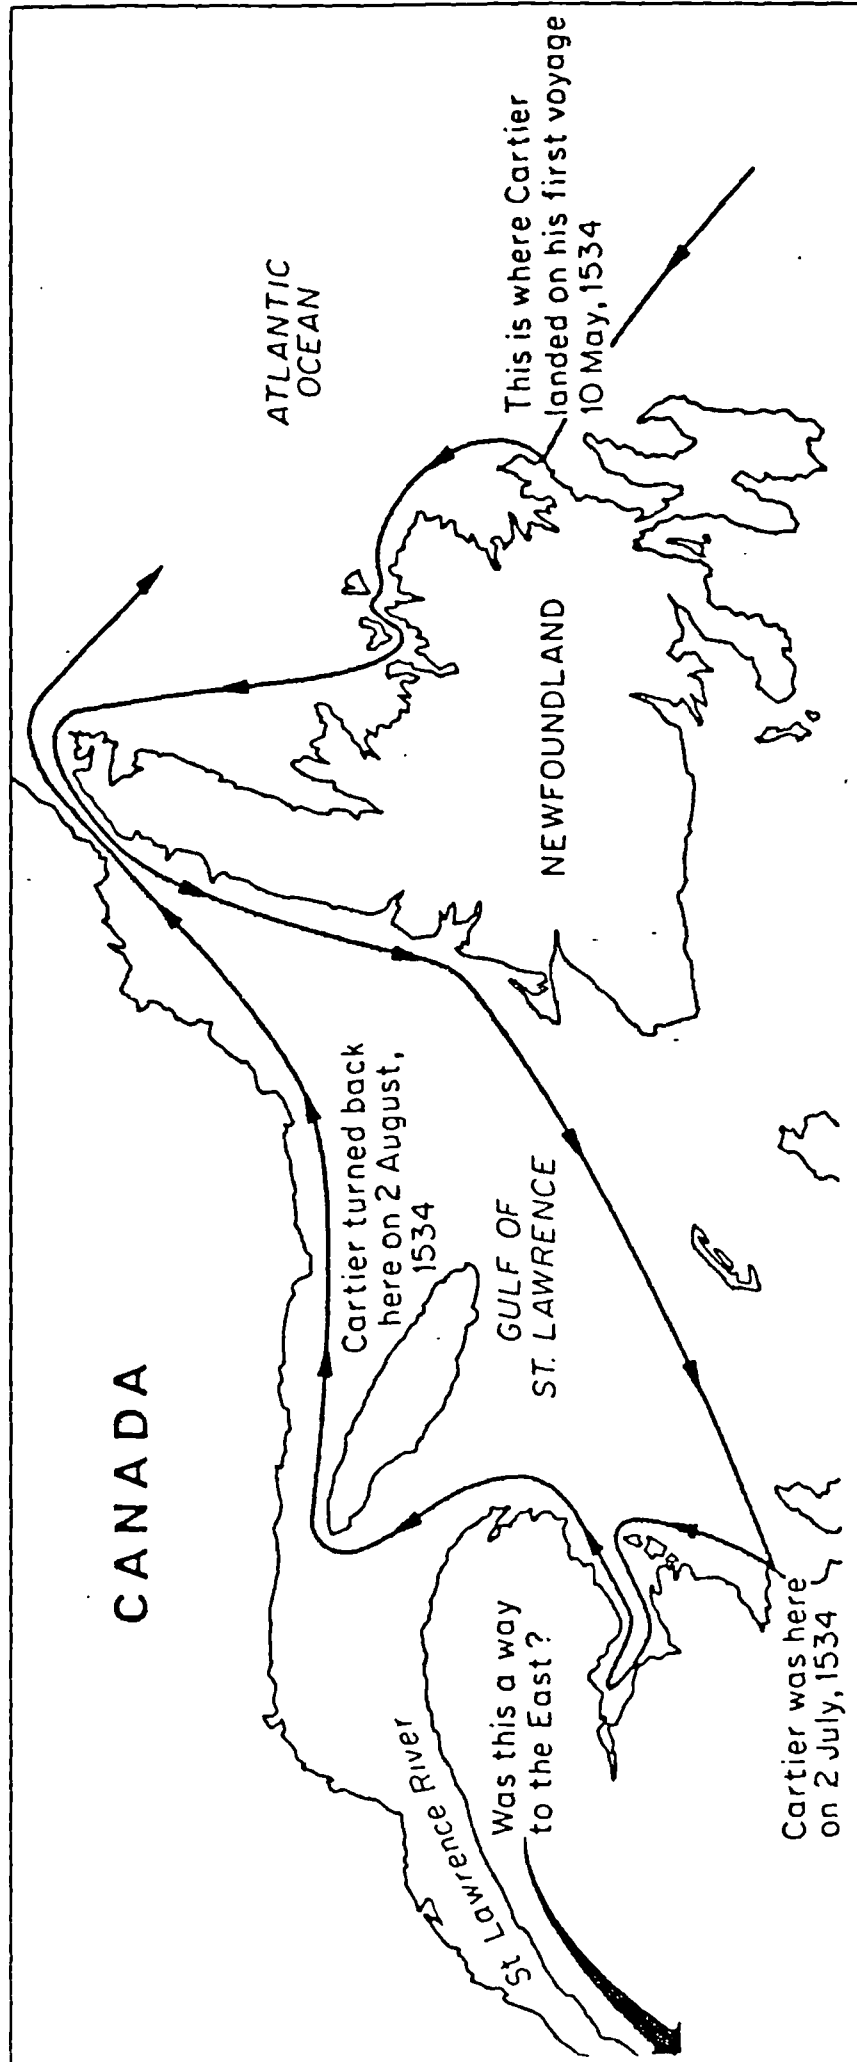 CANADA
ATLANTIC
OCEAN
This is where Cartier
landed on his first voyage
10 May, 1534
Cartier turned back
here on 2 August,
1534
NEWFOUNDLAND
GULF OF
ST. LAWRENCE
St Lawrence River
Was this a way
to the East?
Cartier was here
on 2 July, 1534